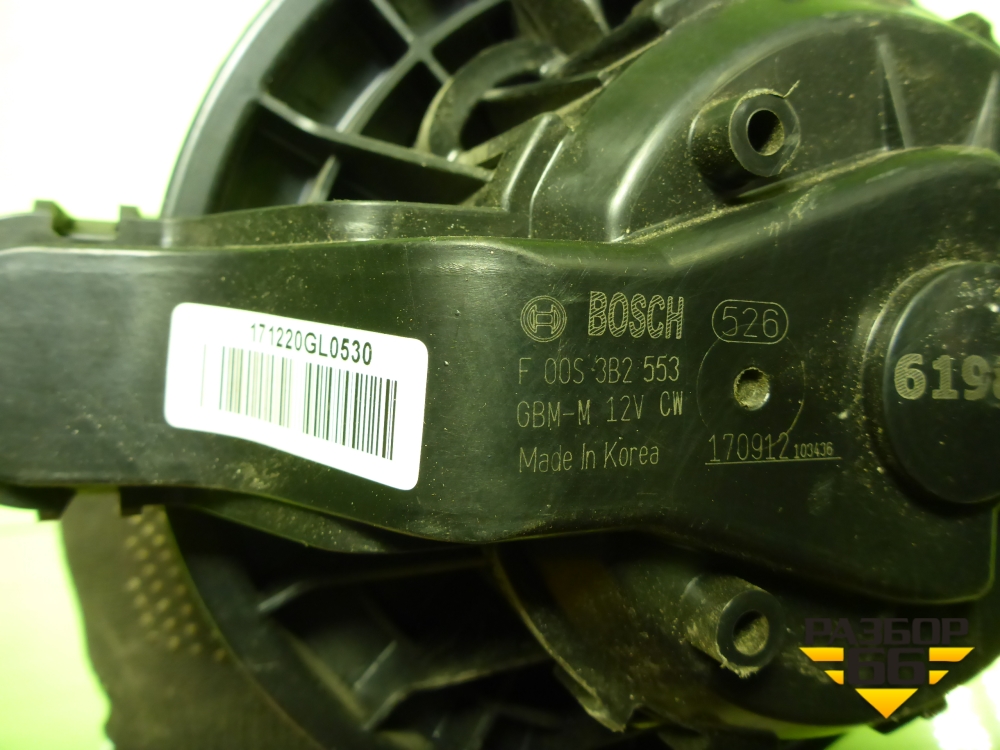 171220GL0530
BOSCH 526
F 00S 3B2 553
GBM-M 12V CW
Made In Korea
170912 103436
РАЗБОР
66